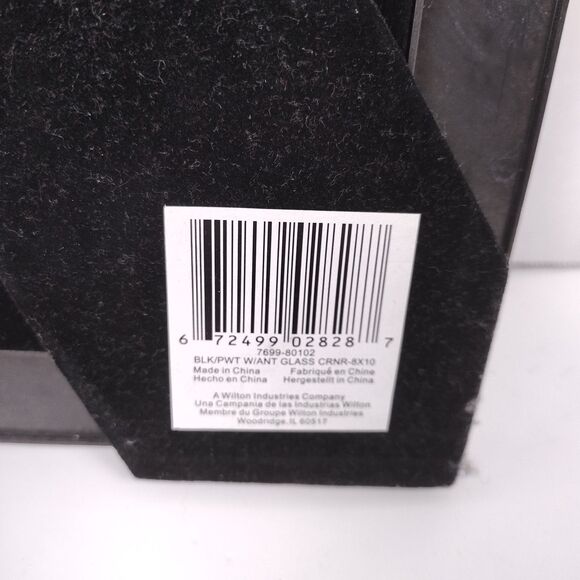 6 72499 02828 7
7699-80102
BLK/PWT W/ANT GLASS CRNR-8X10
Made in China Fabriqué en Chine
Hecho en China Hergestellt in China
A Wilton Industries Company
Una Campania de las Industrias Wilton
Membre du Groupe Wilton Industries
Woodridge,IL 60517